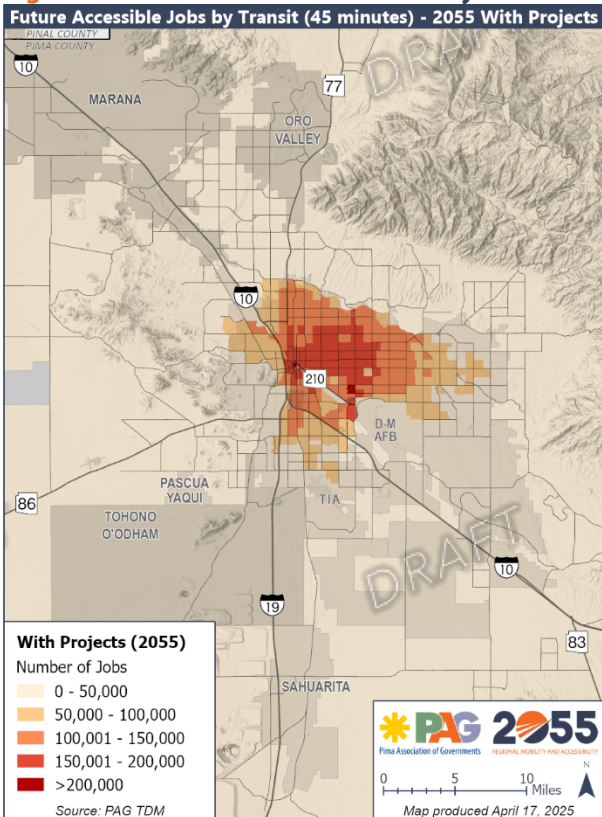 Future Accessible Jobs by Transit (45 minutes) - 2055 With Projects
PINAL COUNTY
PIMA COUNTY
DRAFT
10
77
MARANA
ORO
VALLEY
10
210
D-M
AFB
PASCUA
YAQUI
TIA
86
TOHONO
O'ODHAM
DRAFT
10
19
83
With Projects (2055)
Number of Jobs
0 - 50,000
50,000 - 100,000
100,001 - 150,000
150,001 - 200,000
>200,000
Source: PAG TDM
SAHUARITA
PAG
Pima Association of Governments
2055
REGIONAL MOBILITY AND ACCESSIBILITY
0 5 10
Miles
N
Map produced April 17, 2025